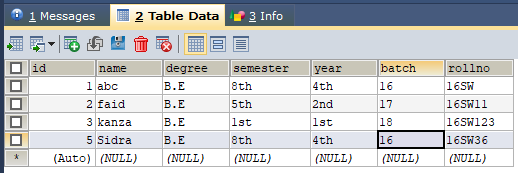 1 Messages 2 Table Data 3 Info
id name degree semester year batch rollno
1 abc B.E 8th 4th 16 16SW
2 faid B.E 5th 2nd 17 16SW11
3 kanza B.E 1st 1st 18 16SW123
5 Sidra B.E 8th 4th 16 16SW36
* (Auto) (NULL) (NULL) (NULL) (NULL) (NULL) (NULL)